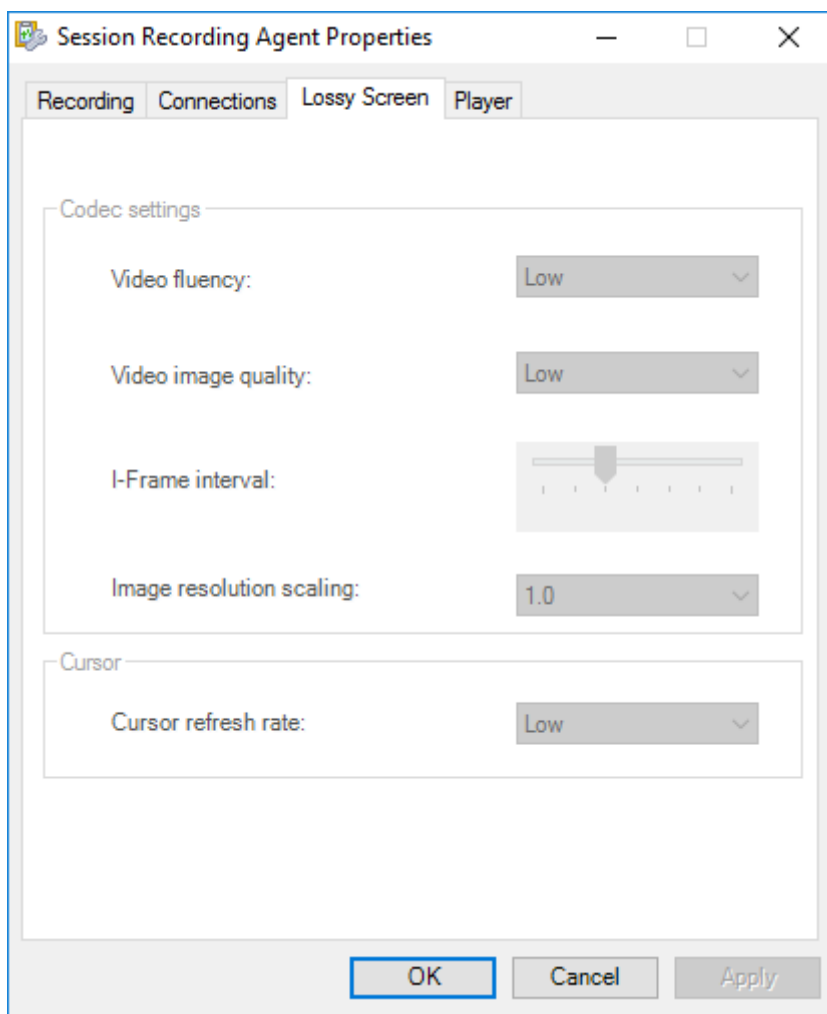 Session Recording Agent Properties
Recording Connections Lossy Screen Player
Codec settings
Video fluency: Low
Video image quality: Low
I-Frame interval:
Image resolution scaling: 1.0
Cursor
Cursor refresh rate: Low
OK Cancel Apply